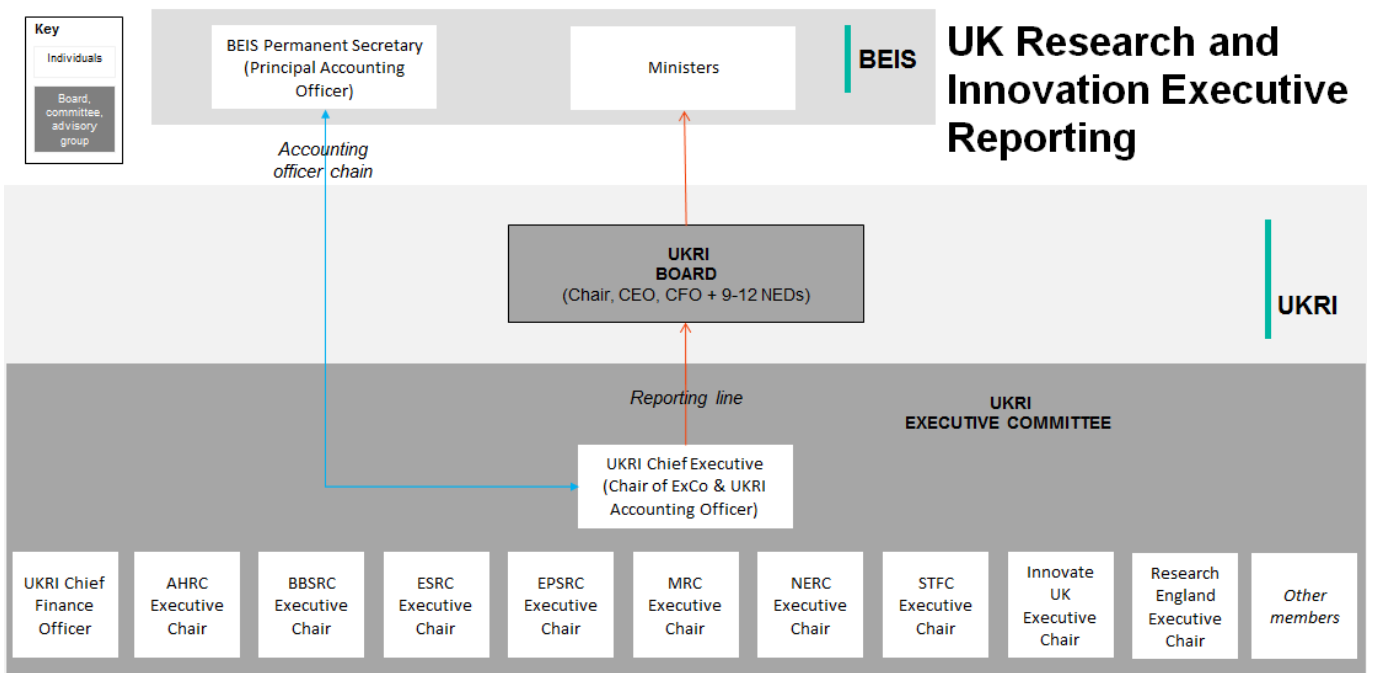 Key
Individuals
Board,
committee,
advisory
group
BEIS Permanent Secretary
(Principal Accounting
Officer)
Ministers
BEIS
UK Research and
Innovation Executive
Reporting
Accounting
officer chain
UKRI
BOARD
(Chair, CEO, CFO + 9-12 NEDs)
UKRI
Reporting line
UKRI
EXECUTIVE COMMITTEE
UKRI Chief Executive
(Chair of ExCo & UKRI
Accounting Officer)
UKRI Chief
Finance
Officer
AHRC
Executive
Chair
BBSRC
Executive
Chair
ESRC
Executive
Chair
EPSRC
Executive
Chair
MRC
Executive
Chair
NERC
Executive
Chair
STFC
Executive
Chair
Innovate
UK
Executive
Chair
Research
England
Executive
Chair
Other
members